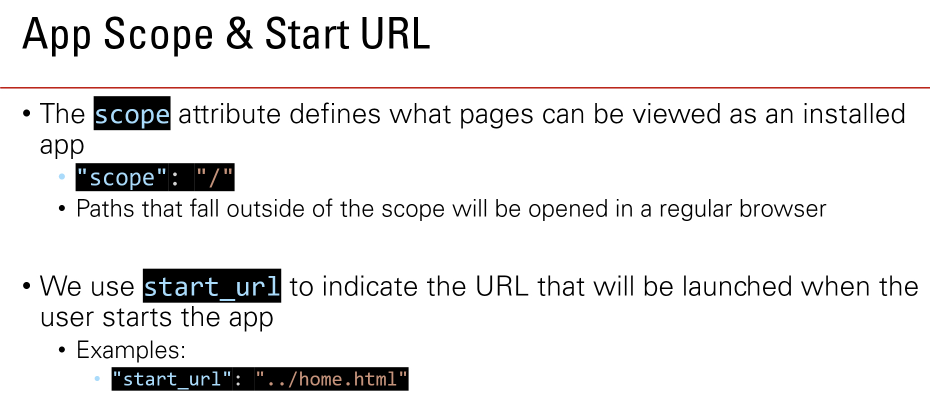 App Scope & Start URL
• The scope attribute defines what pages can be viewed as an installed
app
• "scope": "/"
• Paths that fall outside of the scope will be opened in a regular browser
• We use start_url to indicate the URL that will be launched when the
user starts the app
• Examples:
• "start_url": "../home.html"